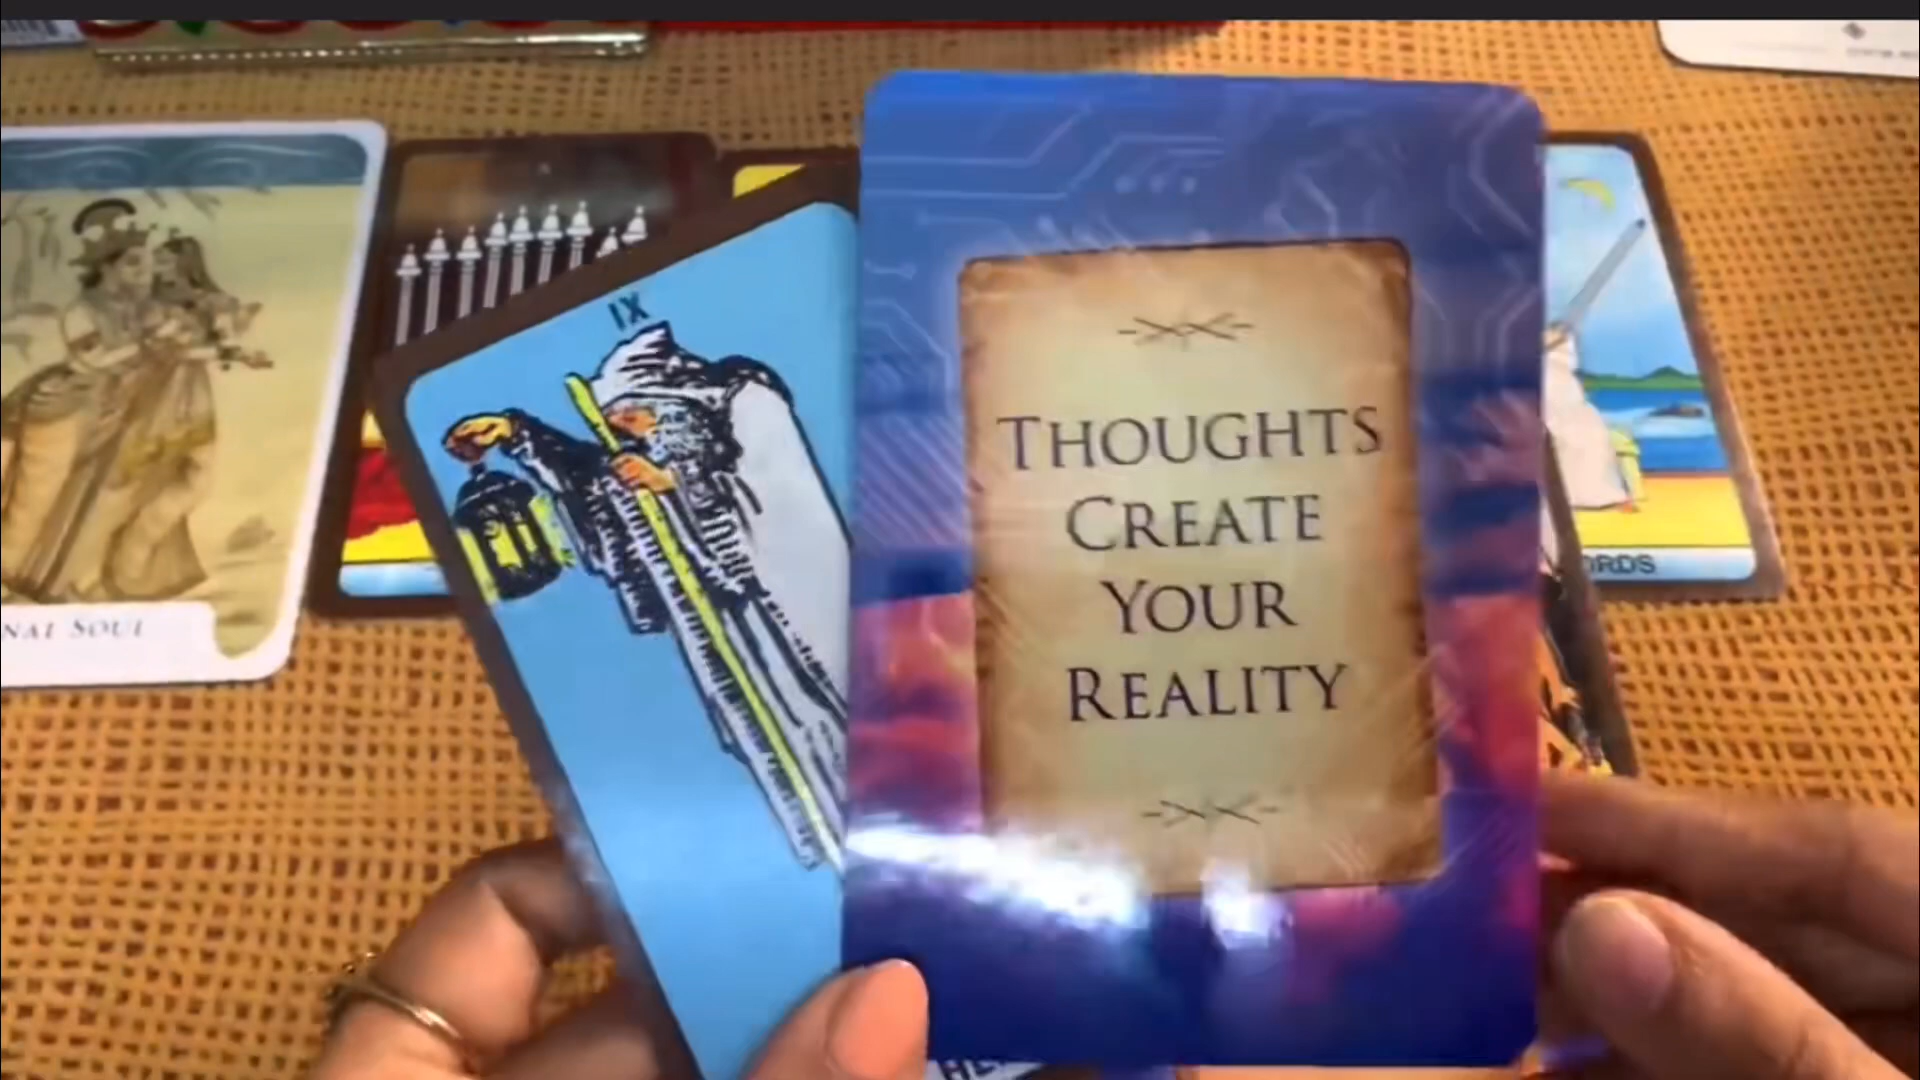 IX
THOUGHTS
CREATE
YOUR
REALITY
NAL SOUL
ORDS